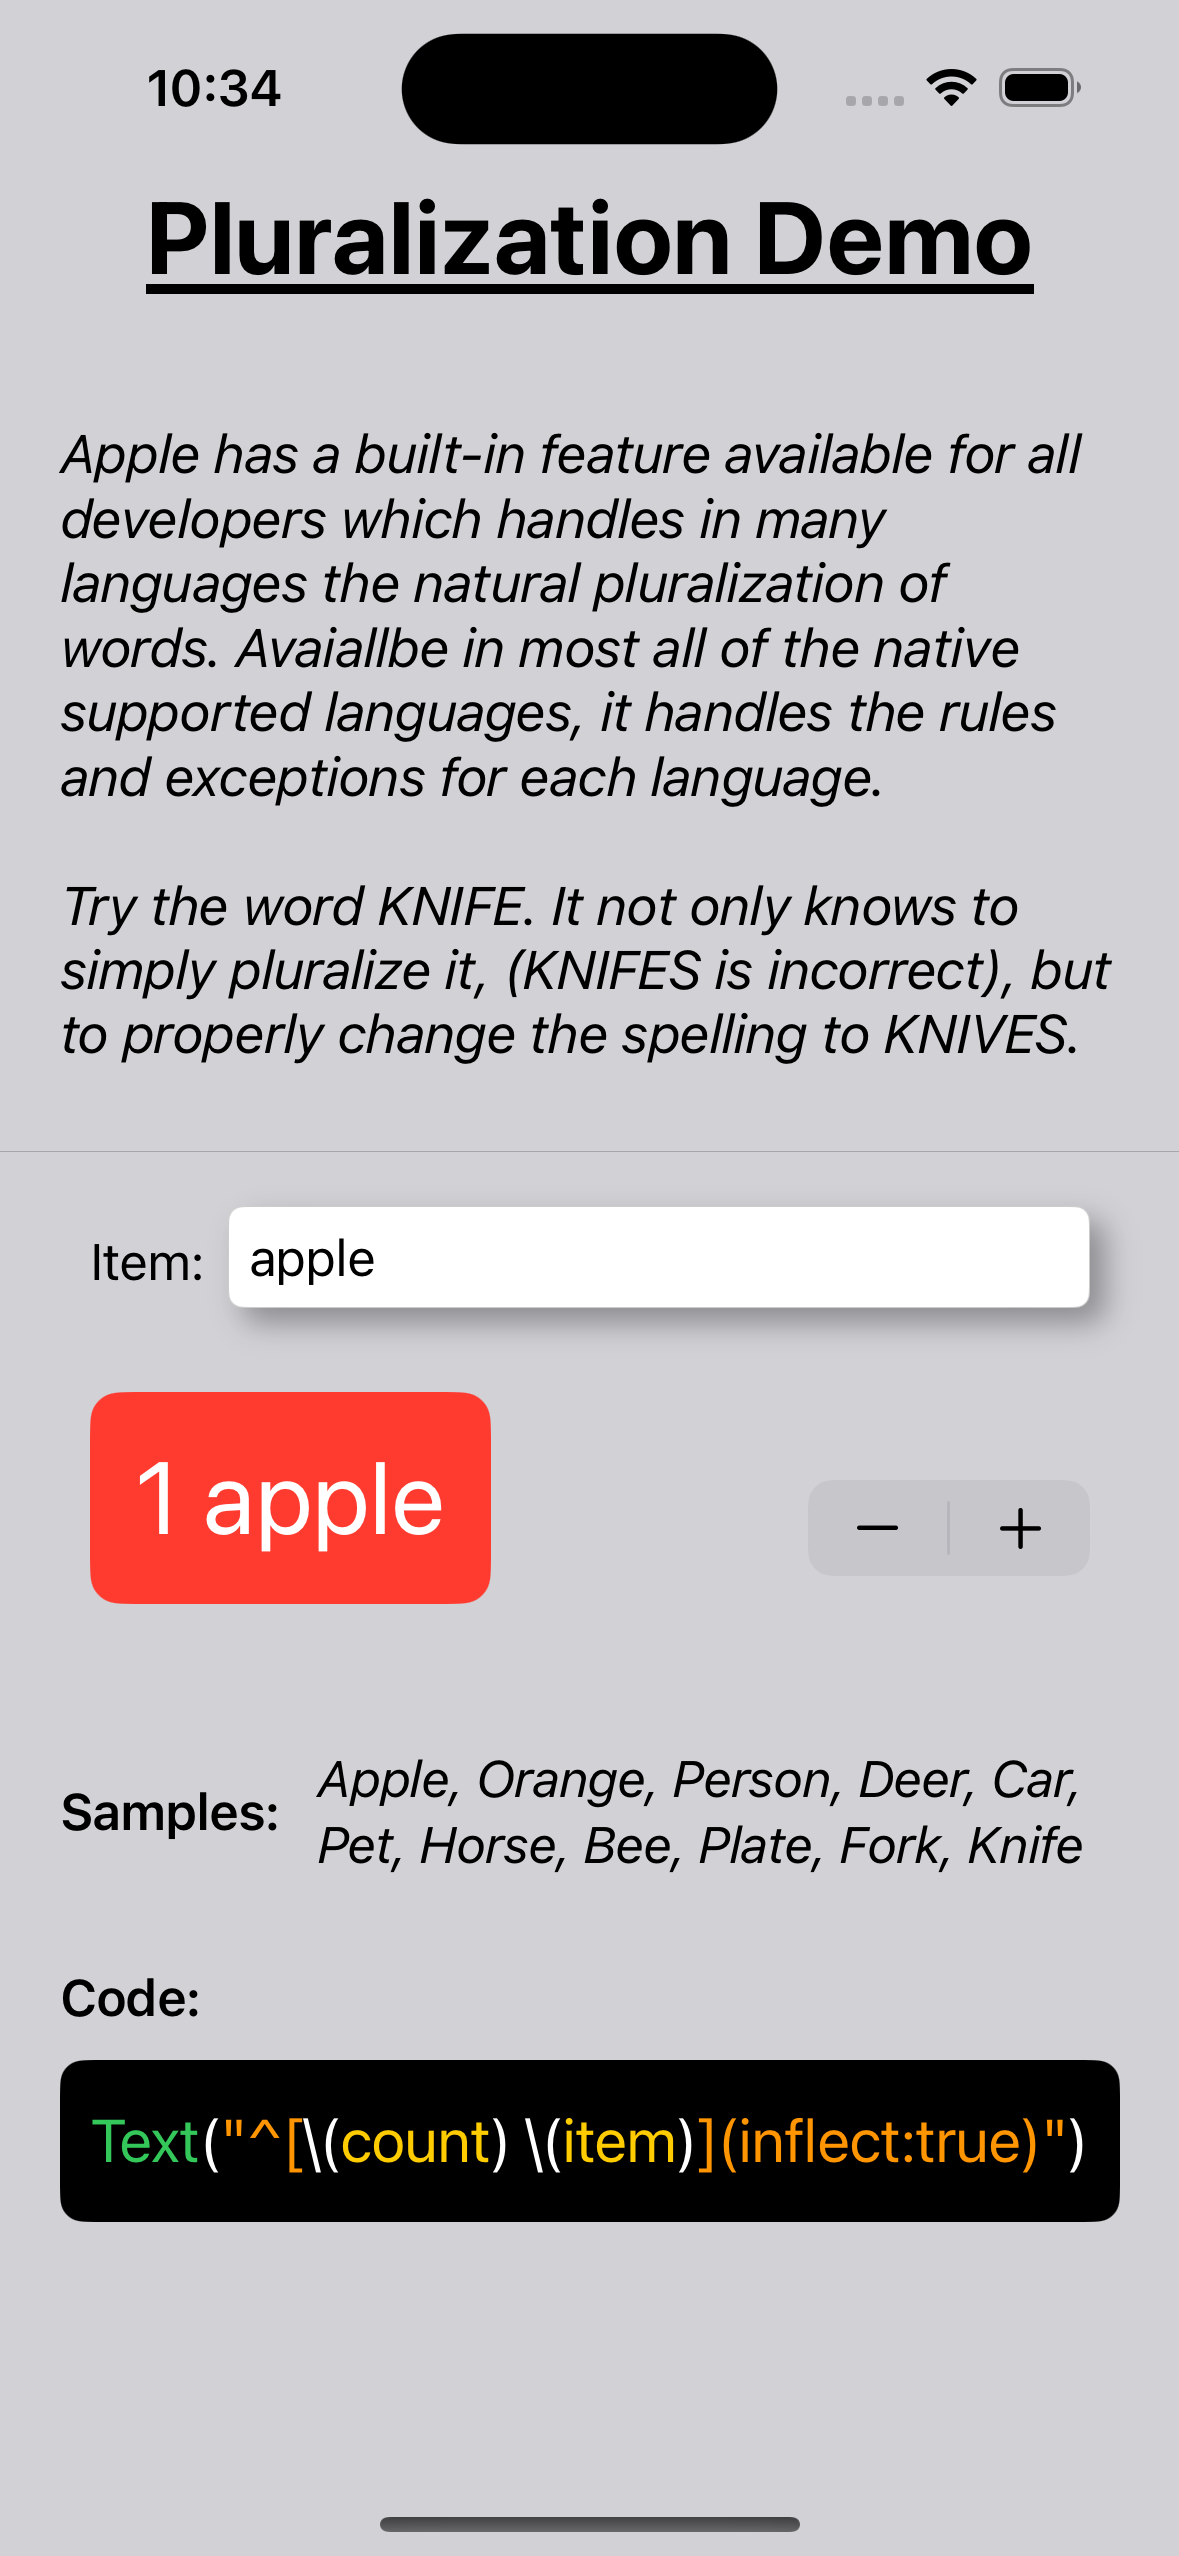 10:34
Pluralization Demo
Apple has a built-in feature available for all
developers which handles in many
languages the natural pluralization of
words. Avaiallbe in most all of the native
supported languages, it handles the rules
and exceptions for each language.
Try the word KNIFE. It not only knows to
simply pluralize it, (KNIFES is incorrect), but
to properly change the spelling to KNIVES.
Item: apple
1 apple
Samples:
Apple, Orange, Person, Deer, Car,
Pet, Horse, Bee, Plate, Fork, Knife
Code:
Text("^[\(count) \(item)](inflect:true)")